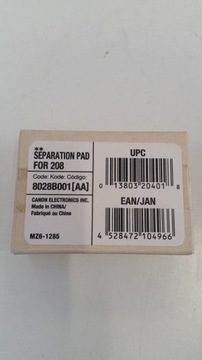 **
SEPARATION PAD
FOR 208
Code: Kode: Código:
8028B001[AA]
CANON ELECTRONICS INC.
Made in CHINA/
Fabriqué au Chine
MZ6-1285
UPC
0 13803 20401 8
EAN/JAN
4 528472 104966